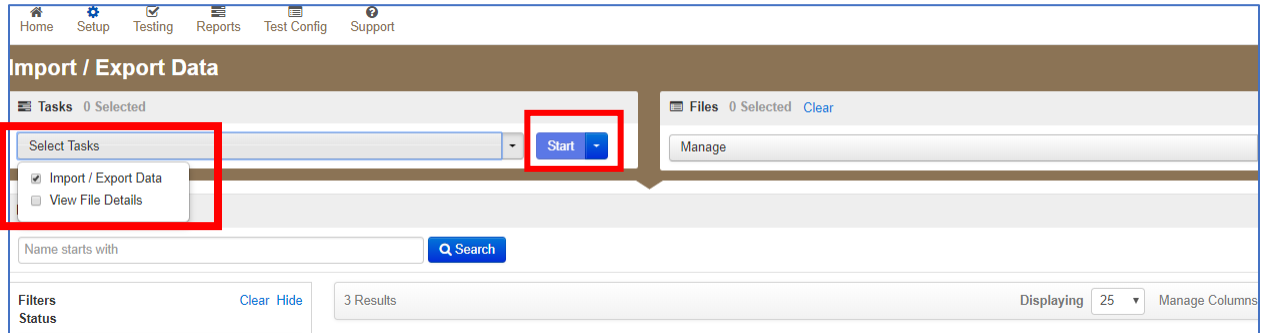 Home Setup Testing Reports Test Config Support
Import / Export Data
Tasks 0 Selected
Files 0 Selected Clear
Select Tasks
Start
Manage
Import / Export Data
View File Details
Name starts with
Search
Filters Clear Hide
Status
3 Results
Displaying 25 Manage Columns